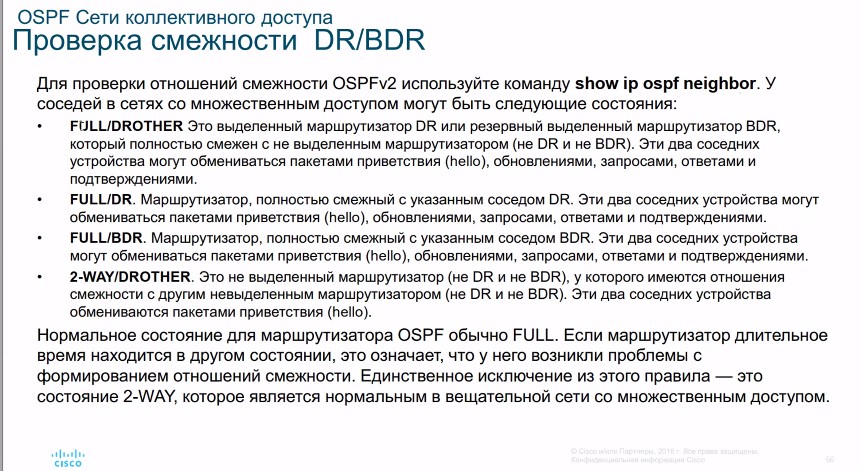 OSPF Сети коллективного доступа
Проверка смежности DR/BDR
Для проверки отношений смежности OSPFv2 используйте команду show ip ospf neighbor. У
соседей в сетях со множественным доступом могут быть следующие состояния:
• FULL/DROTHER Это выделенный маршрутизатор DR или резервный выделенный маршрутизатор BDR,
который полностью смежен с не выделенным маршрутизатором (не DR и не BDR). Эти два соседних
устройства могут обмениваться пакетами приветствия (hello), обновлениями, запросами, ответами и
подтверждениями.
• FULL/DR. Маршрутизатор, полностью смежный с указанным соседом DR. Эти два соседних устройства могут
обмениваться пакетами приветствия (hello), обновлениями, запросами, ответами и подтверждениями.
• FULL/BDR. Маршрутизатор, полностью смежный с указанным соседом BDR. Эти два соседних устройства
могут обмениваться пакетами приветствия (hello), обновлениями, запросами, ответами и подтверждениями.
• 2-WAY/DROTHER. Это не выделенный маршрутизатор (не DR и не BDR), у которого имеются отношения
смежности с другим невыделенным маршрутизатором (не DR и не BDR). Эти два соседних устройства
обмениваются пакетами приветствия (hello).
Нормальное состояние для маршрутизатора OSPF обычно FULL. Если маршрутизатор длительное
время находится в другом состоянии, это означает, что у него возникли проблемы с
формированием отношений смежности. Единственное исключение из этого правила — это
состояние 2-WAY, которое является нормальным в вещательной сети со множественным доступом.
CISCO
© Cisco и/или Партнеры, 2016 г. Все права защищены.
Конфиденциальная информация Cisco
56